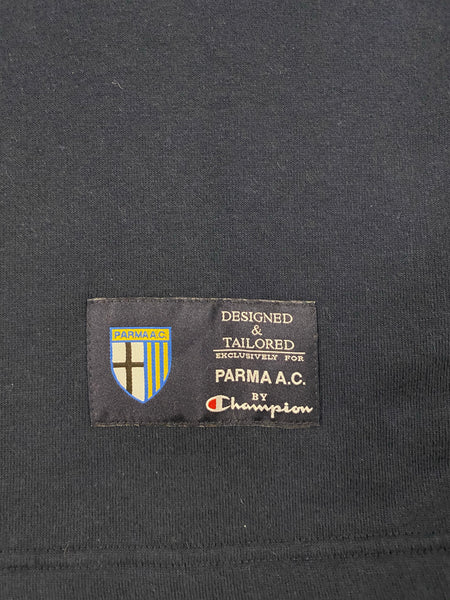 PARMA A.C.
DESIGNED
&
TAILORED
EXCLUSIVELY FOR
PARMA A.C.
BY
Champion